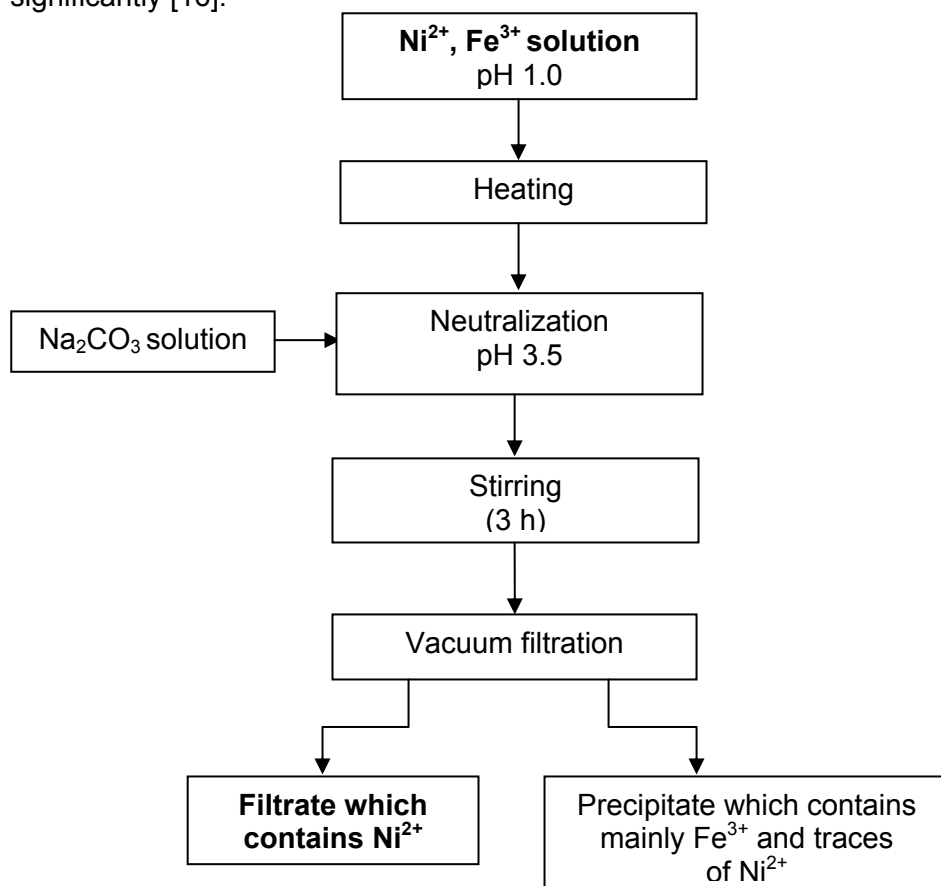 significantly [16].
Ni²⁺, Fe³⁺ solution
pH 1.0
Heating
Na₂CO₃ solution
Neutralization
pH 3.5
Stirring
(3 h)
Vacuum filtration
Filtrate which
contains Ni²⁺
Precipitate which contains
mainly Fe³⁺ and traces
of Ni²⁺